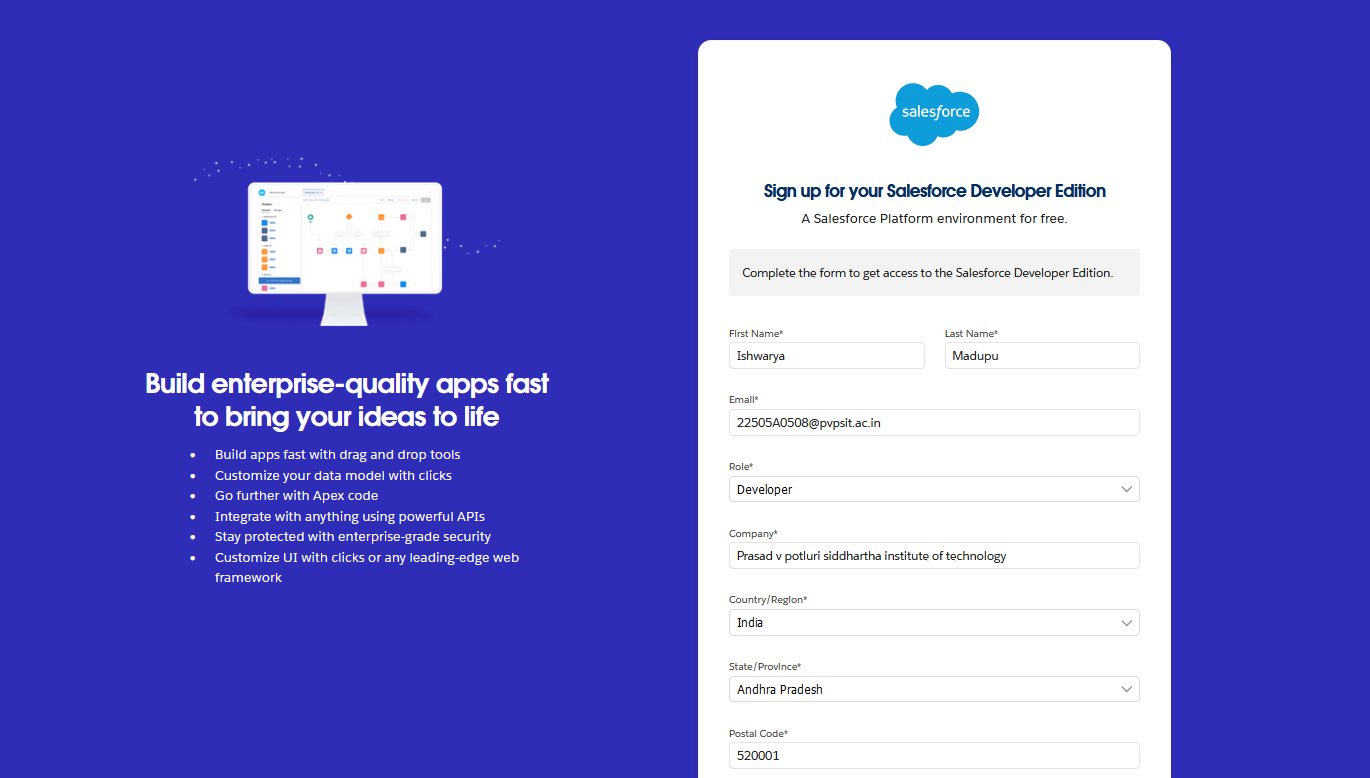 Build enterprise-quality apps fast
to bring your ideas to life
Build apps fast with drag and drop tools
Customize your data model with clicks
Go further with Apex code
Integrate with anything using powerful APIs
Stay protected with enterprise-grade security
Customize UI with clicks or any leading-edge web
framework
salesforce
Sign up for your Salesforce Developer Edition
A Salesforce Platform environment for free.
Complete the form to get access to the Salesforce Developer Edition.
First Name* Last Name*
Ishwarya Madupu
Email*
22505A0508@pvpsit.ac.in
Role*
Developer
Company*
Prasad v potluri siddhartha institute of technology
Country/Region*
India
State/Province*
Andhra Pradesh
Postal Code*
520001